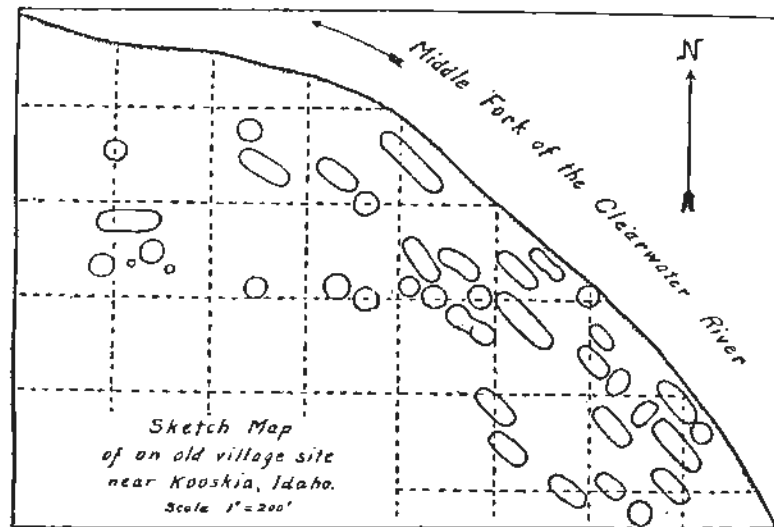 Middle Fork of the Clearwater River
N
Sketch Map
of an old village site
near Kooskia, Idaho.
Scale 1"=200'